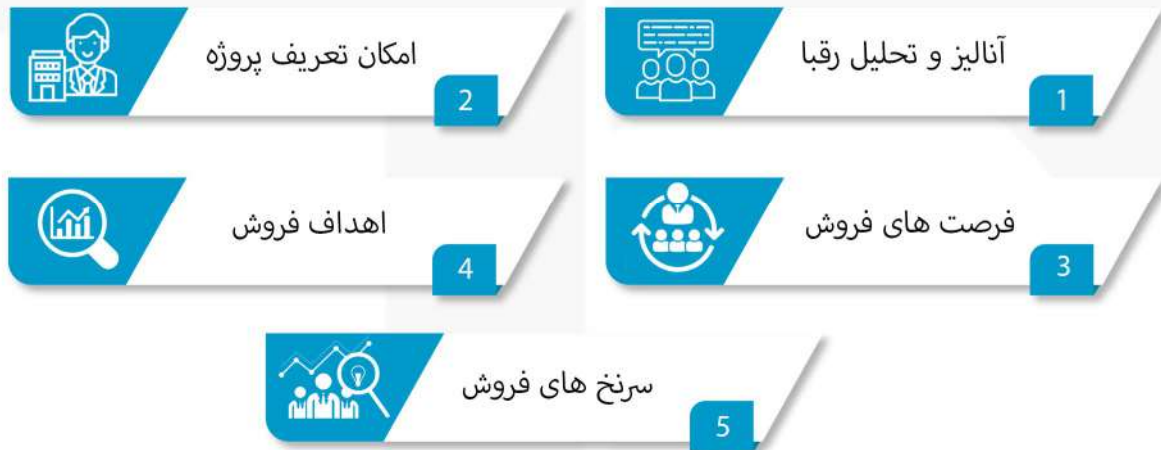 آنالیز و تحلیل رقبا
1
امکان تعریف پروژه
2
فرصت های فروش
3
اهداف فروش
4
سرنخ های فروش
5